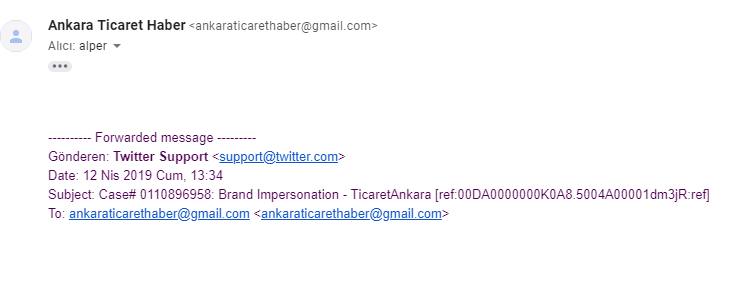 Ankara Ticaret Haber <ankaraticarethaber@gmail.com>
Alıcı: alper
---------- Forwarded message ---------
Gönderen: Twitter Support <support@twitter.com>
Date: 12 Nis 2019 Cum, 13:34
Subject: Case# 0110896958: Brand Impersonation - TicaretAnkara [ref:00DA0000000K0A8.5004A00001dm3jR:ref]
To: ankaraticarethaber@gmail.com <ankaraticarethaber@gmail.com>